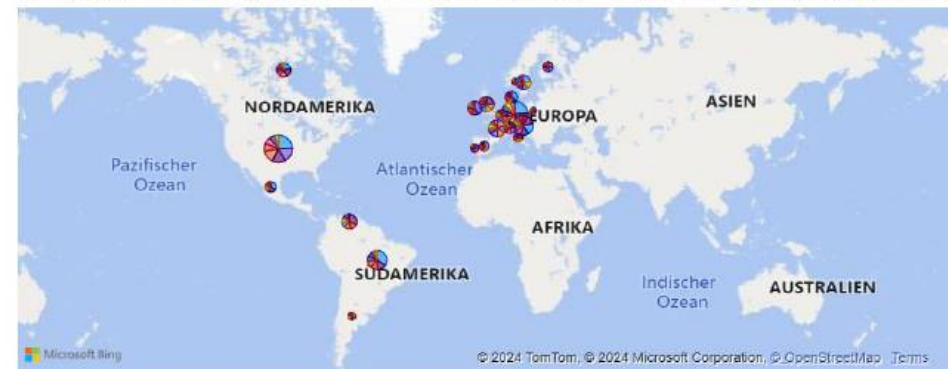 NORDAMERIKA
EUROPA
ASIEN
Pazifischer
Ozean
Atlantischer
Ozean
AFRIKA
SÜDAMERIKA
Indischer
Ozean
AUSTRALIEN
Microsoft Bing
© 2024 TomTom, © 2024 Microsoft Corporation, © OpenStreetMap Terms